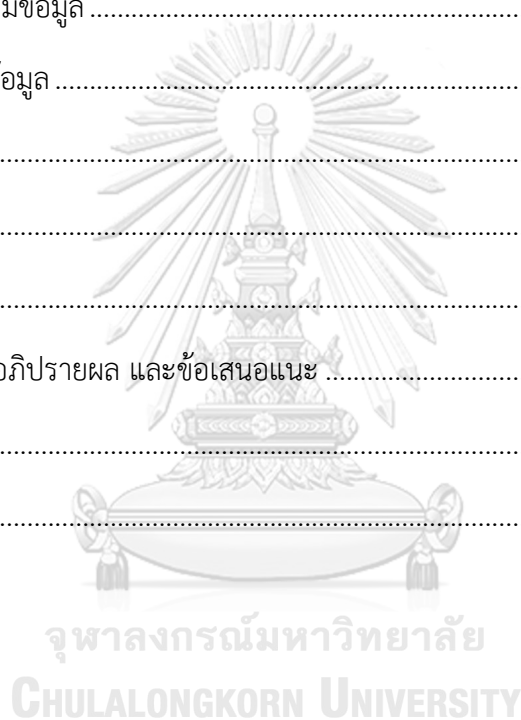 มข้อมูล ........................................................................
้อมูล ........................................................................
........................................................................
........................................................................
........................................................................
อภิปรายผล และข้อเสนอแนะ ................................
........................................................................
........................................................................
จุฬาลงกรณ์มหาวิทยาลัย
CHULALONGKORN UNIVERSITY